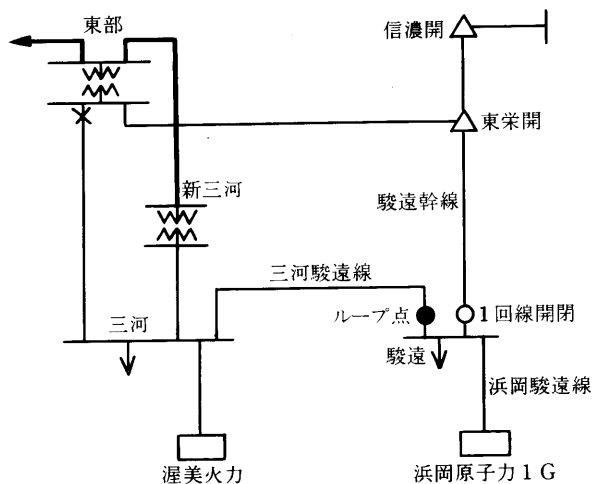 東部
信濃開
東栄開
新三河
駿遠幹線
三河駿遠線
ループ点
1回線開閉
三河
駿遠
浜岡駿遠線
渥美火力
浜岡原子力1G